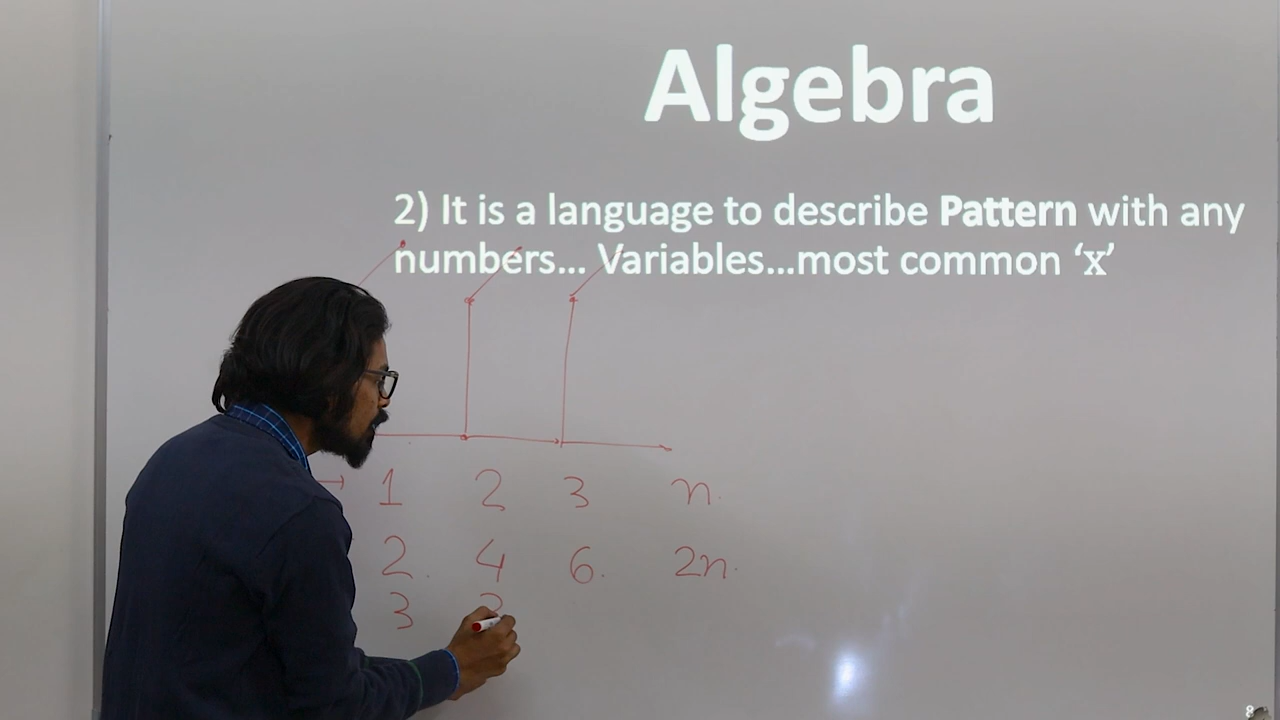 Algebra
2) It is a language to describe Pattern with any
numbers... Variables...most common ‘x’
→ 1 2 3 n.
2. 4 6. 2n.
3
8